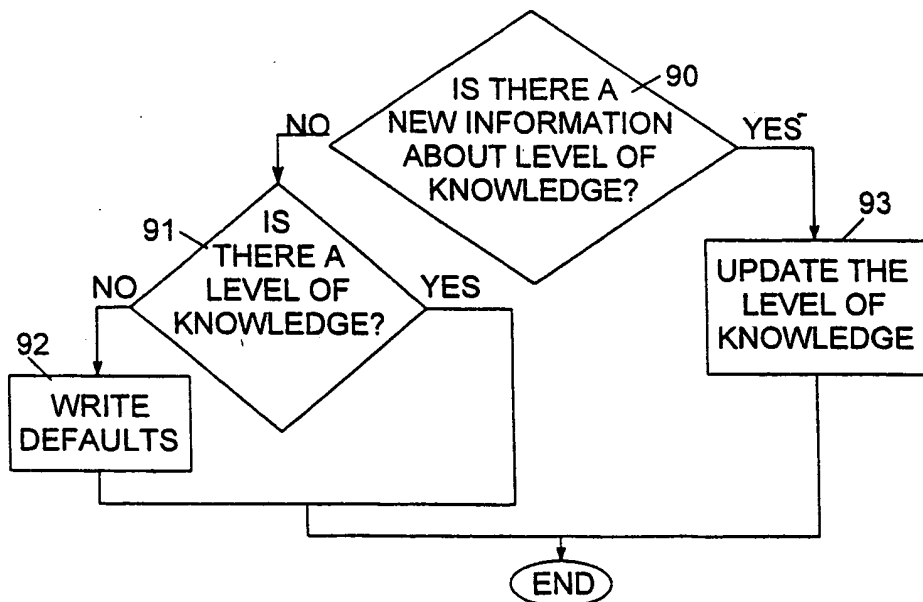 90
IS THERE A
NEW INFORMATION
ABOUT LEVEL OF
KNOWLEDGE?
NO
YES
91
IS
THERE A
LEVEL OF
KNOWLEDGE?
NO
YES
93
UPDATE THE
LEVEL OF
KNOWLEDGE
92
WRITE
DEFAULTS
END